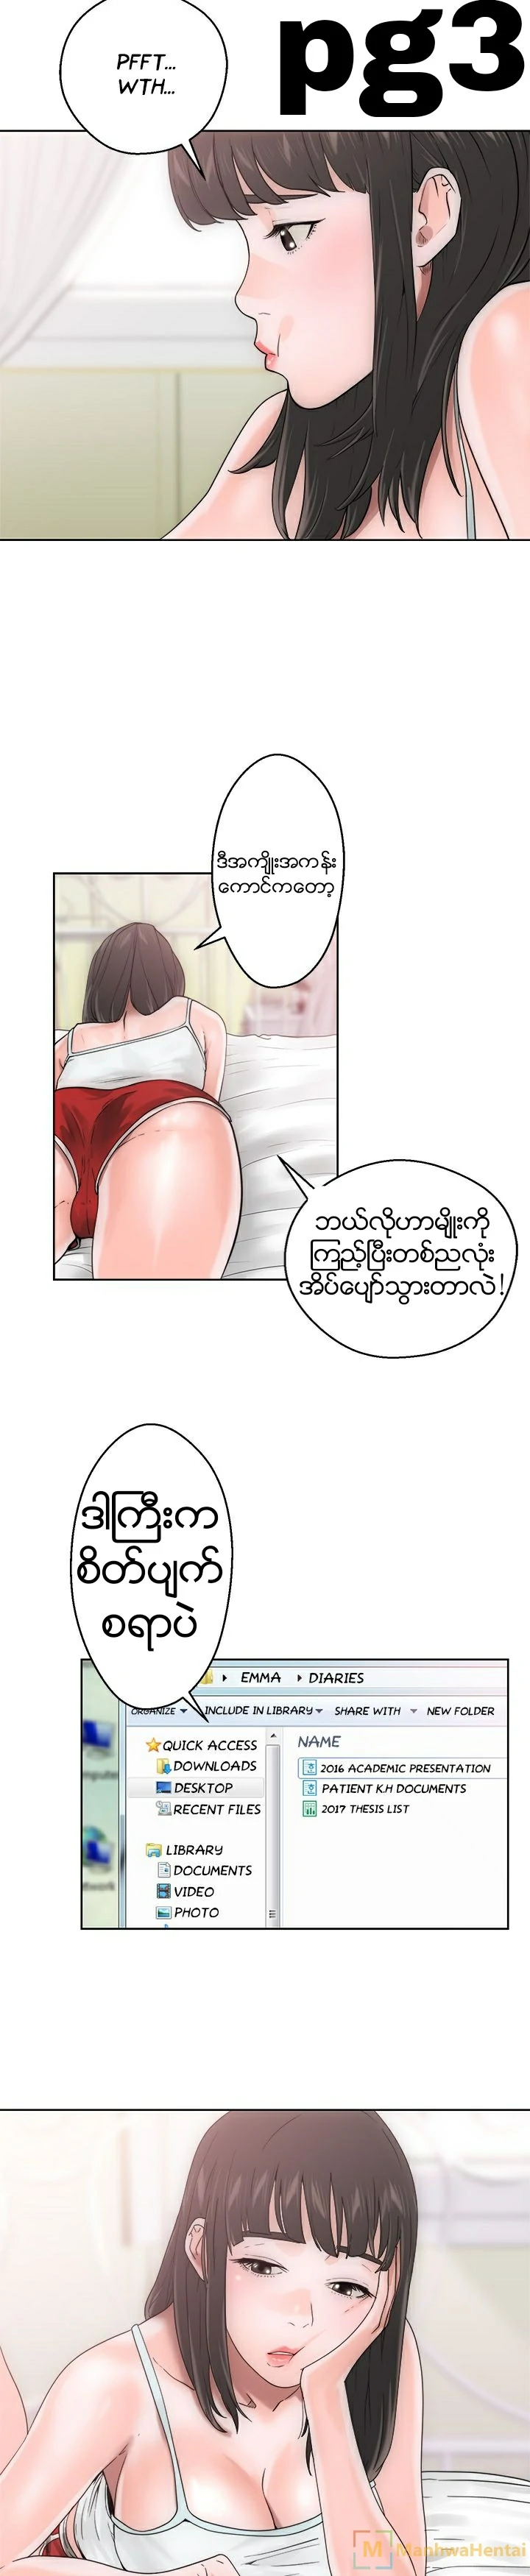 pg3
PFFT...
WTH...
ဒီအကျိုးအကန်း
ကောင်ကတော့
ဘယ်လိုဟာမျိုးကို
ကြည့်ပြီးတစ်ညလုံး
အိပ်ပျော်သွားတာလဲ!
ဒါကြီးက
စိတ်ပျက်
စရာပဲ
EMMA
DIARIES
ORGANIZE
INCLUDE IN LIBRARY
SHARE WITH
NEW FOLDER
QUICK ACCESS
DOWNLOADS
DESKTOP
RECENT FILES
LIBRARY
DOCUMENTS
VIDEO
PHOTO
NAME
2016 ACADEMIC PRESENTATION
PATIENT K.H DOCUMENTS
2017 THESIS LIST
M ManhwaHentai